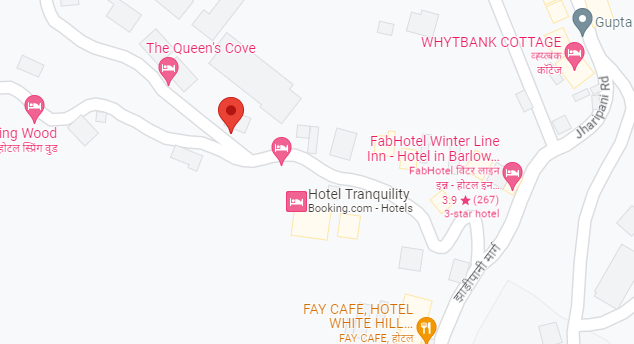 Gupta
WHYTBANK COTTAGE
व्ह्य्त्बंक
कॉटेज
The Queen's Cove
Jharipani Rd
ing Wood
होटल स्प्रिंग वुड
FabHotel Winter Line
Inn - Hotel in Barlow...
FabHotel विंटर लाइन
इन्न - होटल इन...
3.9 ★ (267)
3-star hotel
Hotel Tranquility
Booking.com - Hotels
झाड़ीपानी मार्ग
FAY CAFE, HOTEL
WHITE HILL...
FAY CAFE, होटल